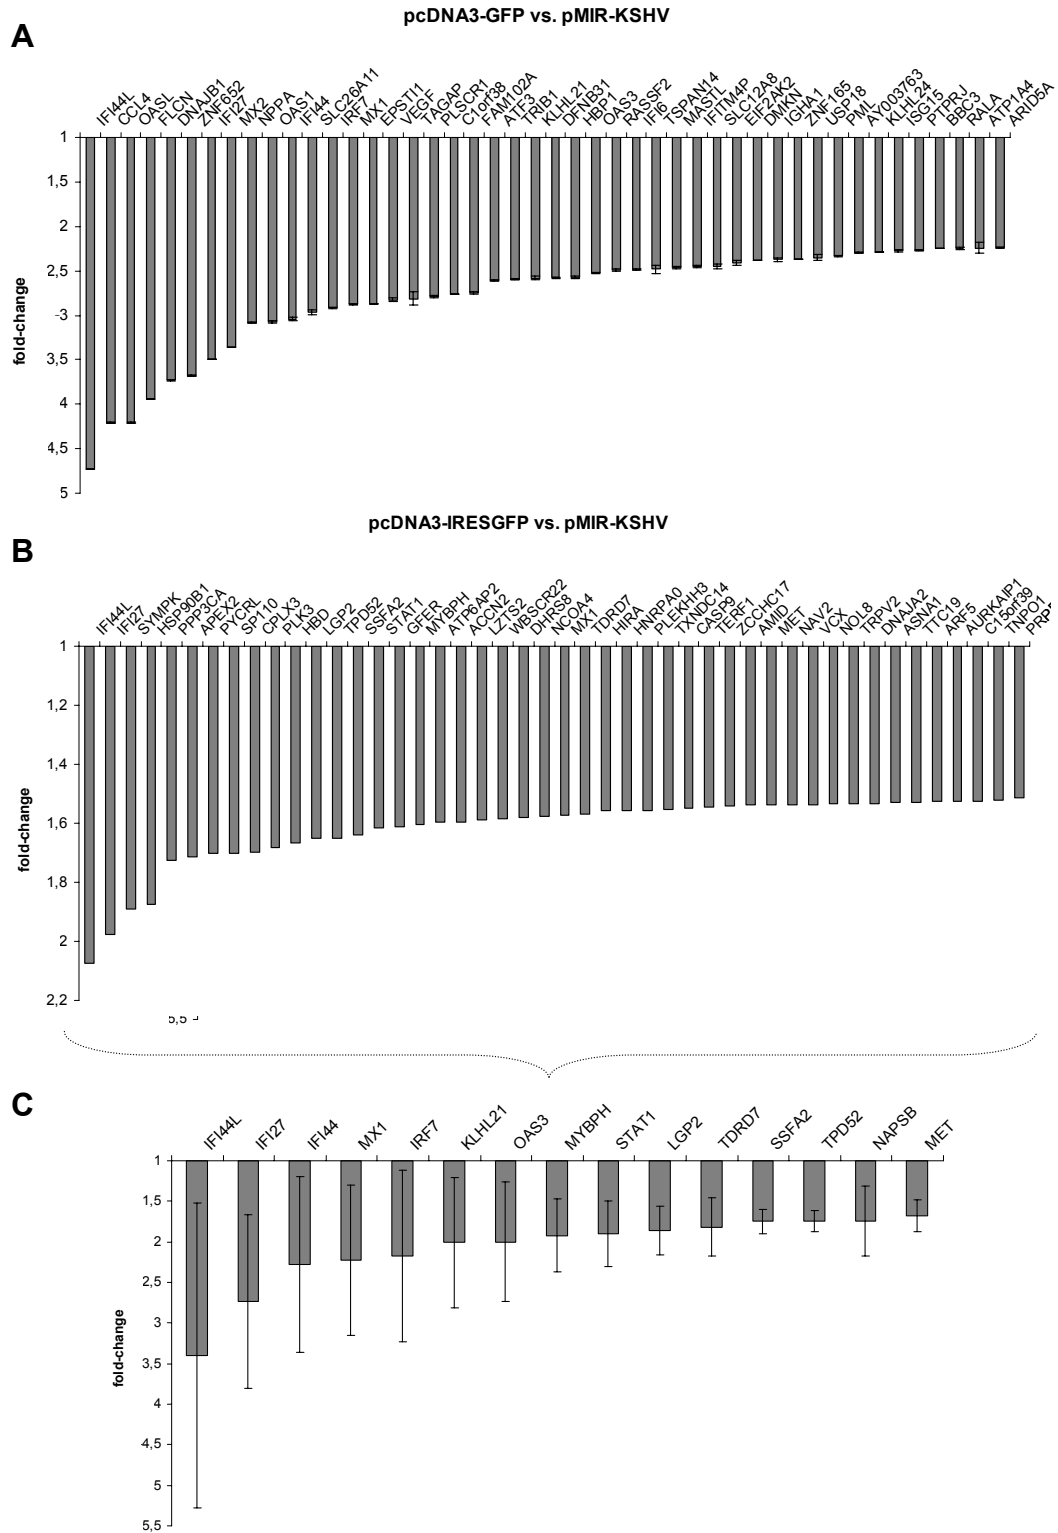 pcDNA3-GFP vs. pMIR-KSHV
A
IFI44L
CCL4
OASL
FLCN
DNAJB1
ZNF652
IFI27
MX2
NPPA
OAS1
IFI44
SLC26A11
IRF7
MX1
EPSTI1
VEGF
TAGAP
PLSCR1
C1orf38
FAM102A
ATF3
TRIB1
KLHL21
DFNB31
HBP1
OAS3
RASSF2
IFI6
TSPAN14
MASTL
IFITM4P
SLC12A8
EIF2AK2
DMKN
IGHA1
ZNF165
USP18
PML
AY003763
KLHL24
ISG15
PTPRJ
BBC3
RALA
ATP1A4
ARID5A
1
1,5
2
2,5
-3
3,5
4
4,5
5
fold-change
pcDNA3-IRESGFP vs. pMIR-KSHV
B
IFI44L
IFI27
SYMPK
HSP90B1
PPP3CA
APEX2
PYCRL
SP110
CPLX3
PLK3
HBD
LGP2
TPD52
SSFA2
STAT1
GFER
MYBPH
ATP6AP2
ACCN2
LZTS2
WBSCR22
DHRS8
NCOA4
MX1
TDRD7
HIRA
HNRPA0
PLEKHH3
TXNDC14
CASP9
TERF1
ZCCHC17
AMID
MET
NAV2
VCX
NOL8
TRPV2
DNAJA2
ASNA1
TTC19
ARF5
AURKAIP1
C15orf39
TNPO1
1
1,2
1,4
1,6
1,8
2
2,2
fold-change
5,5
C
IFI44L
IFI27
IFI44
MX1
IRF7
KLHL21
OAS3
MYBPH
STAT1
LGP2
TDRD7
SSFA2
TPD52
NAPSB
MET
1
1,5
2
2,5
3
3,5
4
4,5
5
5,5
fold-change